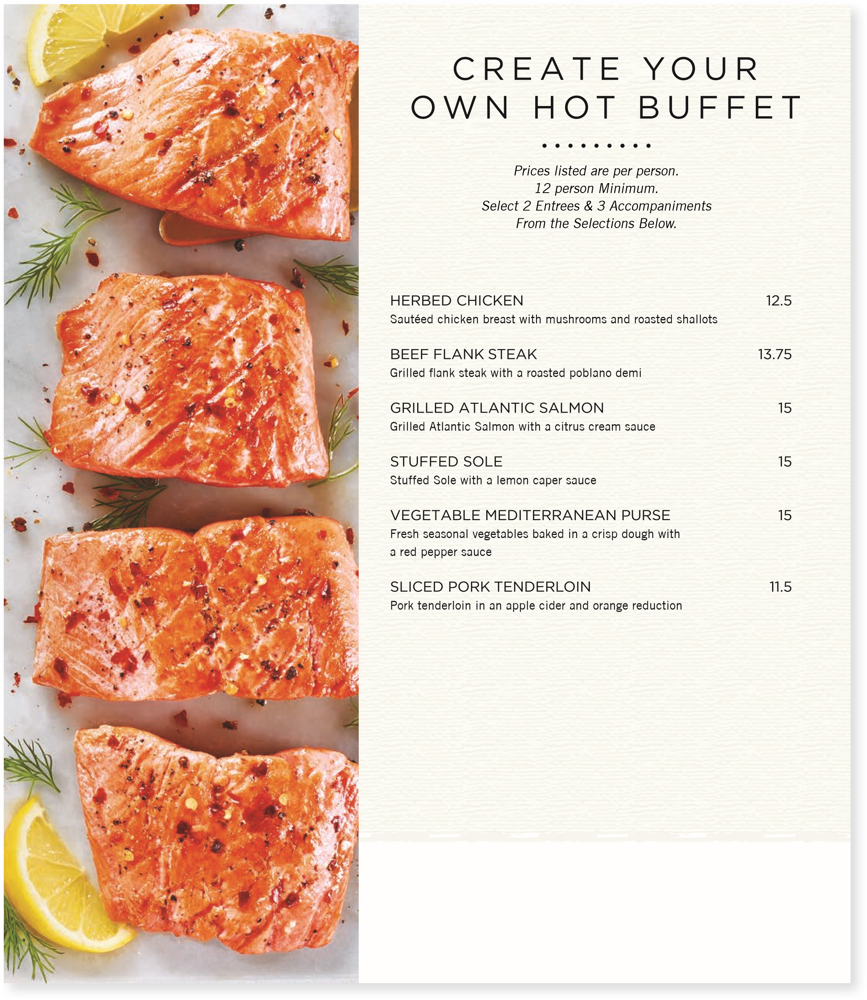 CREATE YOUR
OWN HOT BUFFET
Prices listed are per person.
12 person Minimum.
Select 2 Entrees & 3 Accompaniments
From the Selections Below.
HERBED CHICKEN 12.5
Sautéed chicken breast with mushrooms and roasted shallots
BEEF FLANK STEAK 13.75
Grilled flank steak with a roasted poblano demi
GRILLED ATLANTIC SALMON 15
Grilled Atlantic Salmon with a citrus cream sauce
STUFFED SOLE 15
Stuffed Sole with a lemon caper sauce
VEGETABLE MEDITERRANEAN PURSE 15
Fresh seasonal vegetables baked in a crisp dough with
a red pepper sauce
SLICED PORK TENDERLOIN 11.5
Pork tenderloin in an apple cider and orange reduction